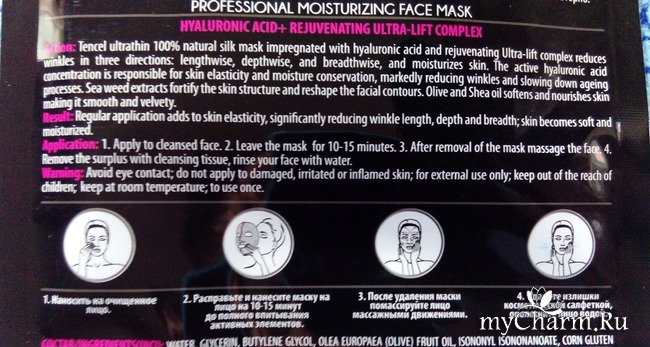 PROFESSIONAL MOISTURIZING FACE MASK
HYALURONIC ACID+ REJUVENATING ULTRA-LIFT COMPLEX
Action: Tencel ultrathin 100% natural silk mask impregnated with hyaluronic acid and rejuvenating Ultra-lift complex reduces
winkles in three directions: lengthwise, depthwise, and breadthwise, and moisturizes skin. The active hyaluronic acid
concentration is responsible for skin elasticity and moisture conservation, markedly reducing winkles and slowing down ageing
processes. Sea weed extracts fortify the skin structure and reshape the facial contours. Olive and Shea oil softens and nourishes skin
making it smooth and velvety.
Result: Regular application adds to skin elasticity, significantly reducing winkle length, depth and breadth; skin becomes soft and
moisturized.
Application: 1. Apply to cleansed face. 2. Leave the mask for 10-15 minutes. 3. After removal of the mask massage the face. 4.
Remove the surplus with cleansing tissue, rinse your face with water.
Warning: Avoid eye contact; do not apply to damaged, irritated or inflamed skin; for external use only; keep out of the reach of
children; keep at room temperature; to use once.
1. Наносить на очищенное
лицо.
2. Расправьте и нанесите маску на
лицо на 10-15 минут
до полного впитывания
активных элементов.
3. После удаления маски
помассируйте лицо
массажными движениями.
4. Удалите излишки
косметической салфеткой,
лицо водой.
myCharm.Ru
WATER, GLYCERIN, BUTYLENE GLYCOL, OLEA EUROPAEA (OLIVE) FRUIT OIL, ISONONYL ISONONANOATE, CORN GLUTEN